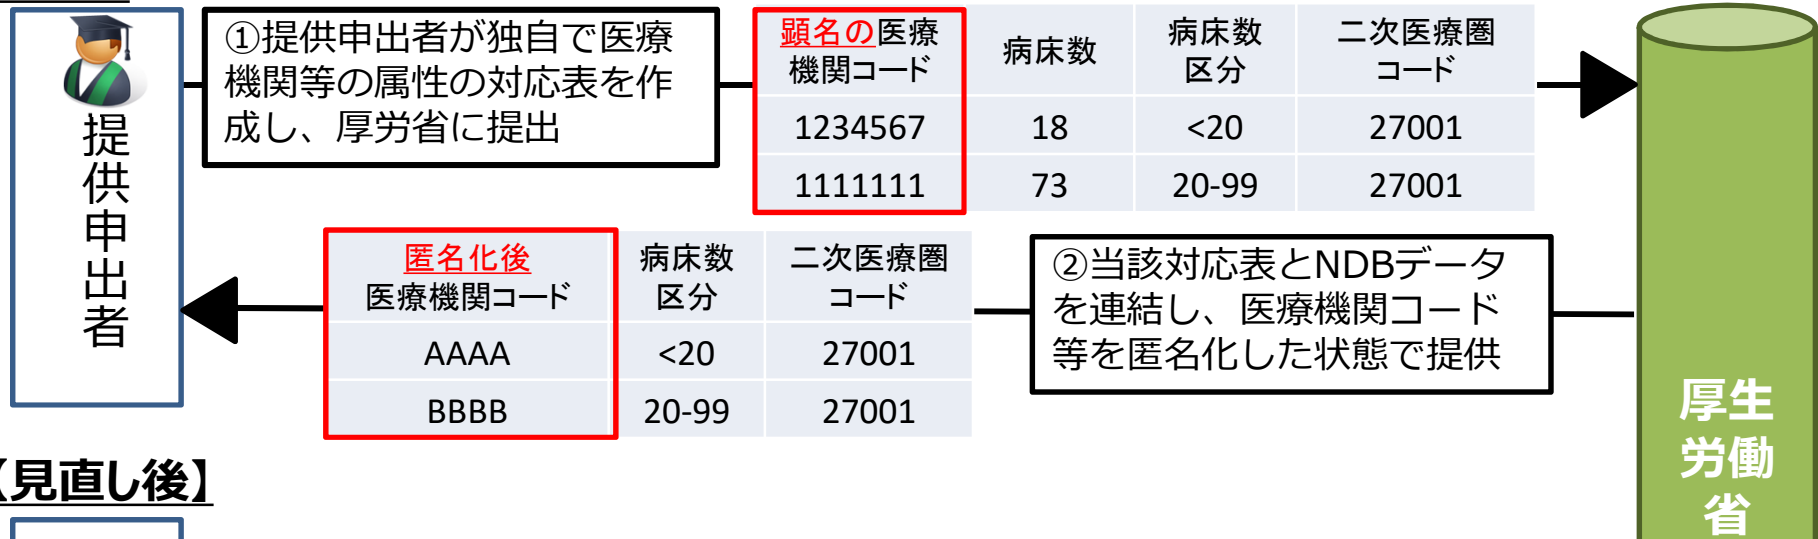 提供申出者
①提供申出者が独自で医療
機関等の属性の対応表を作
成し、厚労省に提出
顕名の医療
機関コード
病床数
病床数
区分
二次医療圏
コード
1234567 18 <20 27001
1111111 73 20-99 27001
匿名化後
医療機関コード
病床数
区分
二次医療圏
コード
AAAA <20 27001
BBBB 20-99 27001
②当該対応表とNDBデータ
を連結し、医療機関コード
等を匿名化した状態で提供
厚生
労働
省
【見直し後】